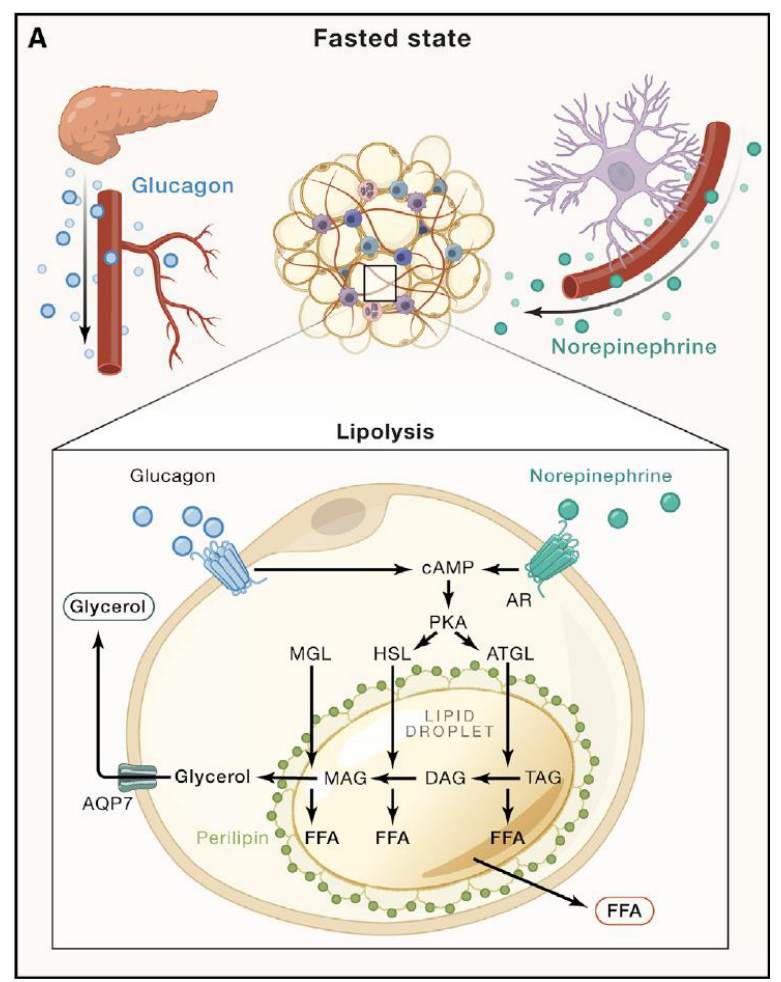 A
Fasted state
Glucagon
Norepinephrine
Lipolysis
Glucagon
Norepinephrine
cAMP
AR
Glycerol
PKA
MGL
HSL
ATGL
LIPID
DROPLET
Glycerol
MAG
DAG
TAG
AQP7
Perilipin
FFA
FFA
FFA
FFA